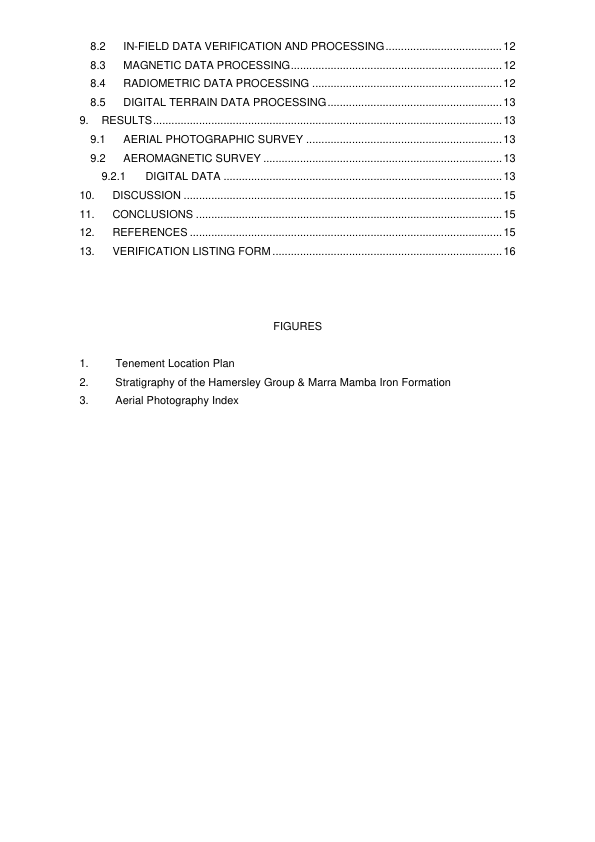 8.2 IN-FIELD DATA VERIFICATION AND PROCESSING...................................... 12
8.3 MAGNETIC DATA PROCESSING..................................................................... 12
8.4 RADIOMETRIC DATA PROCESSING .............................................................. 12
8.5 DIGITAL TERRAIN DATA PROCESSING......................................................... 13
9. RESULTS................................................................................................................... 13
9.1 AERIAL PHOTOGRAPHIC SURVEY ................................................................ 13
9.2 AEROMAGNETIC SURVEY .............................................................................. 13
9.2.1 DIGITAL DATA ........................................................................................... 13
10. DISCUSSION ........................................................................................................ 15
11. CONCLUSIONS .................................................................................................... 15
12. REFERENCES ...................................................................................................... 15
13. VERIFICATION LISTING FORM ........................................................................... 16
FIGURES
1. Tenement Location Plan
2. Stratigraphy of the Hamersley Group & Marra Mamba Iron Formation
3. Aerial Photography Index